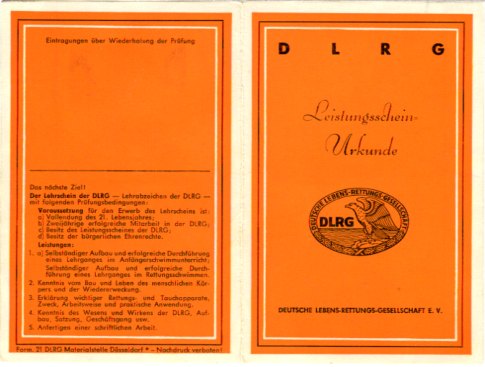 Eintragungen über Wiederholung der Prüfung
Das nächste Ziel!
Der Lehrschein der DLRG — Lehrabzeichen der DLRG —
mit folgenden Prüfungsbedingungen:
Voraussetzung für den Erwerb des Lehrscheins ist:
a) Vollendung des 21. Lebensjahres;
b) Zweijährige erfolgreiche Mitarbeit in der DLRG;
c) Besitz des Leistungsscheines der DLRG;
d) Besitz der bürgerlichen Ehrenrechte.
Leistungen:
1. a) Selbständiger Aufbau und erfolgreiche Durchführung
eines Lehrganges im Anfängerschwimmunterricht;
Selbständiger Aufbau und erfolgreiche Durch-
führung eines Lehrganges im Rettungsschwimmen.
2. Kenntnis vom Bau und Leben des menschlichen Kör-
pers und der Wiedererweckung.
3. Erklärung wichtiger Rettungs- und Tauchapparate,
Zweck, Arbeitsweise und praktische Anwendung.
4. Kenntnis des Wesens und Wirkens der DLRG, Auf-
bau, Satzung, Geschäftsgang usw.
5. Anfertigen einer schriftlichen Arbeit.
Form. 21 DLRG Materialstelle Düsseldorf * – Nachdruck verboten!
D L R G
Leistungsschein-
Urkunde
DEUTSCHE LEBENS-RETTUNGS-GESELLSCHAFT
DLRG
DEUTSCHE LEBENS-RETTUNGS-GESELLSCHAFT E. V.